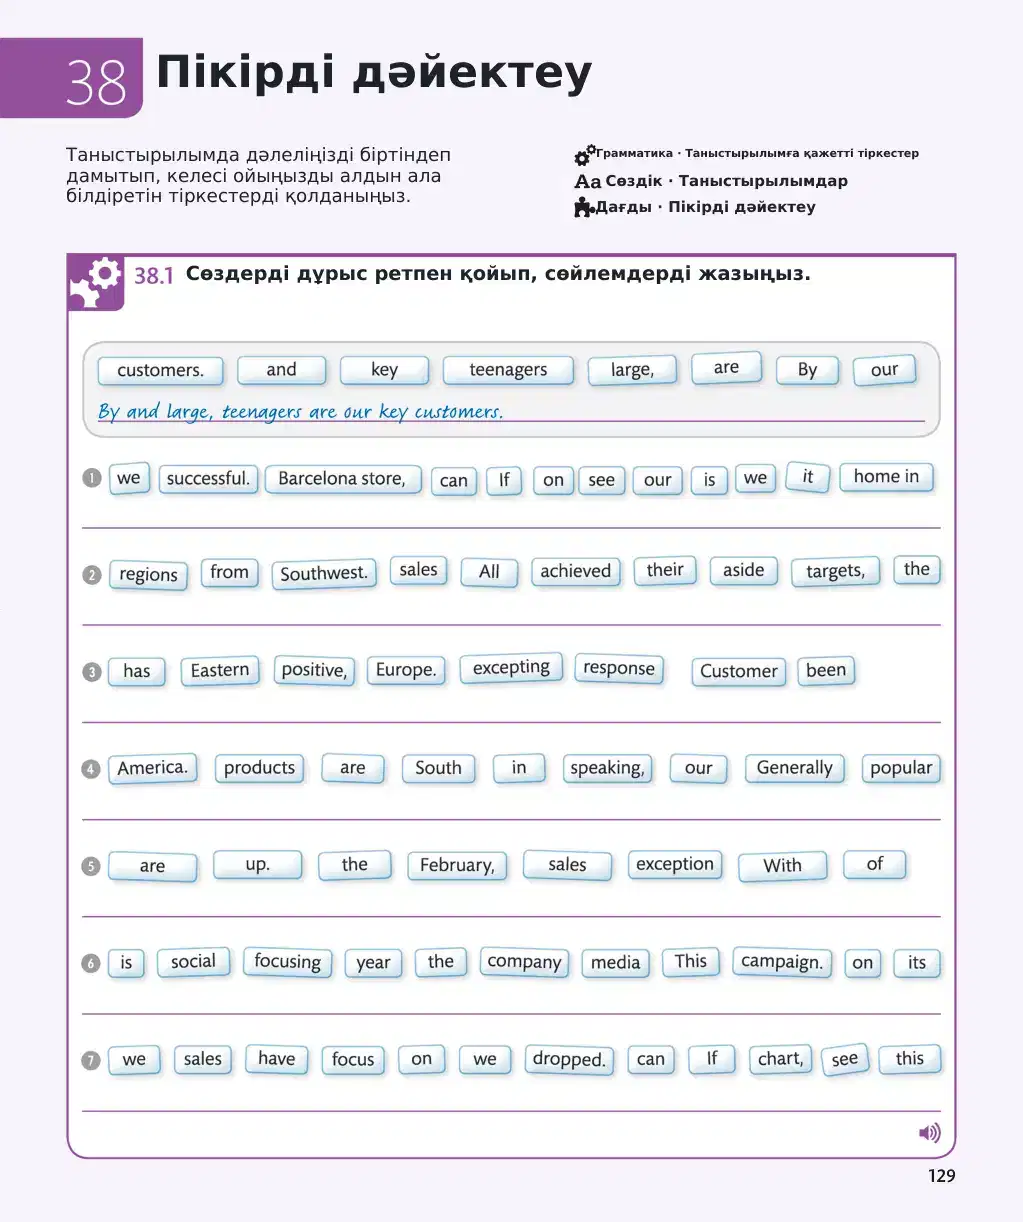 38
Пікірді дәйектеу
Таныстырылымда дәлеліңізді біртіндеп
дамытып, келесі ойыңызды алдын ала
білдіретін тіркестерді қолданыңыз.
Грамматика · Таныстырылымға қажетті тіркестер
Aa Сөздік · Таныстырылымдар
Дағды · Пікірді дәйектеу
38.1 Сөздерді дұрыс ретпен қойып, сөйлемдерді жазыңыз.
customers. and key teenagers large, are By our
By and large, teenagers are our key customers.
1 we successful. Barcelona store, can If on see our is we it home in
2 regions from Southwest. sales All achieved their aside targets, the
3 has Eastern positive, Europe. excepting response Customer been
4 America. products are South in speaking, our Generally popular
5 are up. the February, sales exception With of
6 is social focusing year the company media This campaign. on its
7 we sales have focus on we dropped. can If chart, see this
129